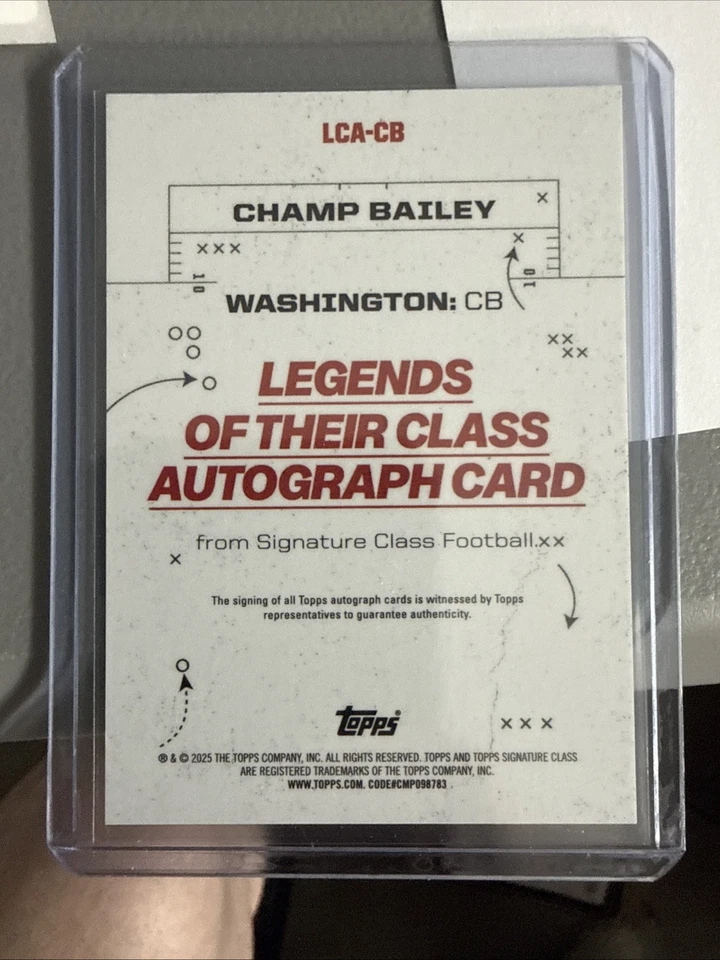 LCA-CB
CHAMP BAILEY
x
x x x
x
10
10
WASHINGTON: CB
LEGENDS
OF THEIR CLASS
AUTOGRAPH CARD
from Signature Class Football.
The signing of all Topps autograph cards is witnessed by Topps
representatives to guarantee authenticity.
topps®
® & © 2025 THE TOPPS COMPANY, INC. ALL RIGHTS RESERVED. TOPPS AND TOPPS SIGNATURE CLASS
ARE REGISTERED TRADEMARKS OF THE TOPPS COMPANY, INC.
WWW.TOPPS.COM. CODE#CMP098783